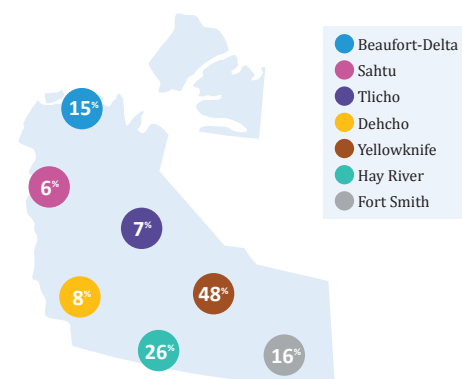 Beaufort-Delta
Sahtu
Tlicho
Dehcho
Yellowknife
Hay River
Fort Smith
15%
6%
7%
8%
48%
26%
16%